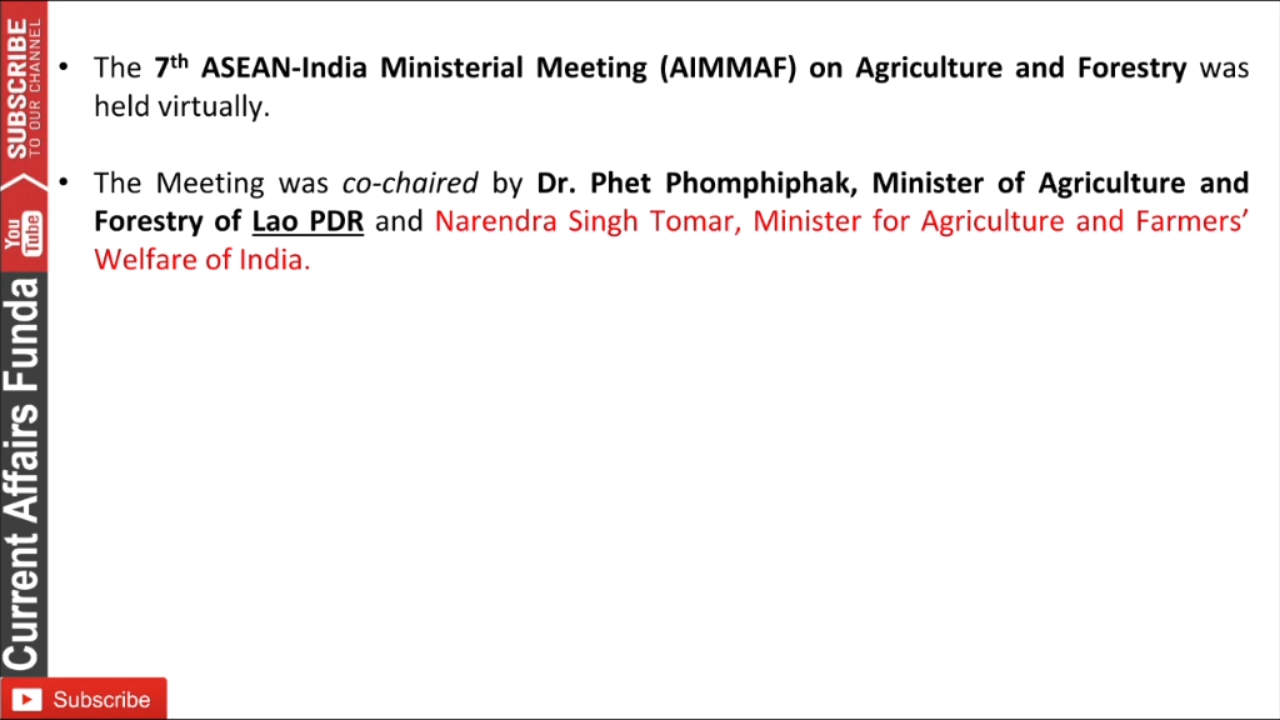 SUBSCRIBE
TO OUR CHANNEL
You
Tube
Current Affairs Funda
• The 7th ASEAN-India Ministerial Meeting (AIMMAF) on Agriculture and Forestry was
held virtually.
• The Meeting was co-chaired by Dr. Phet Phomphiphak, Minister of Agriculture and
Forestry of Lao PDR and Narendra Singh Tomar, Minister for Agriculture and Farmers’
Welfare of India.
Subscribe